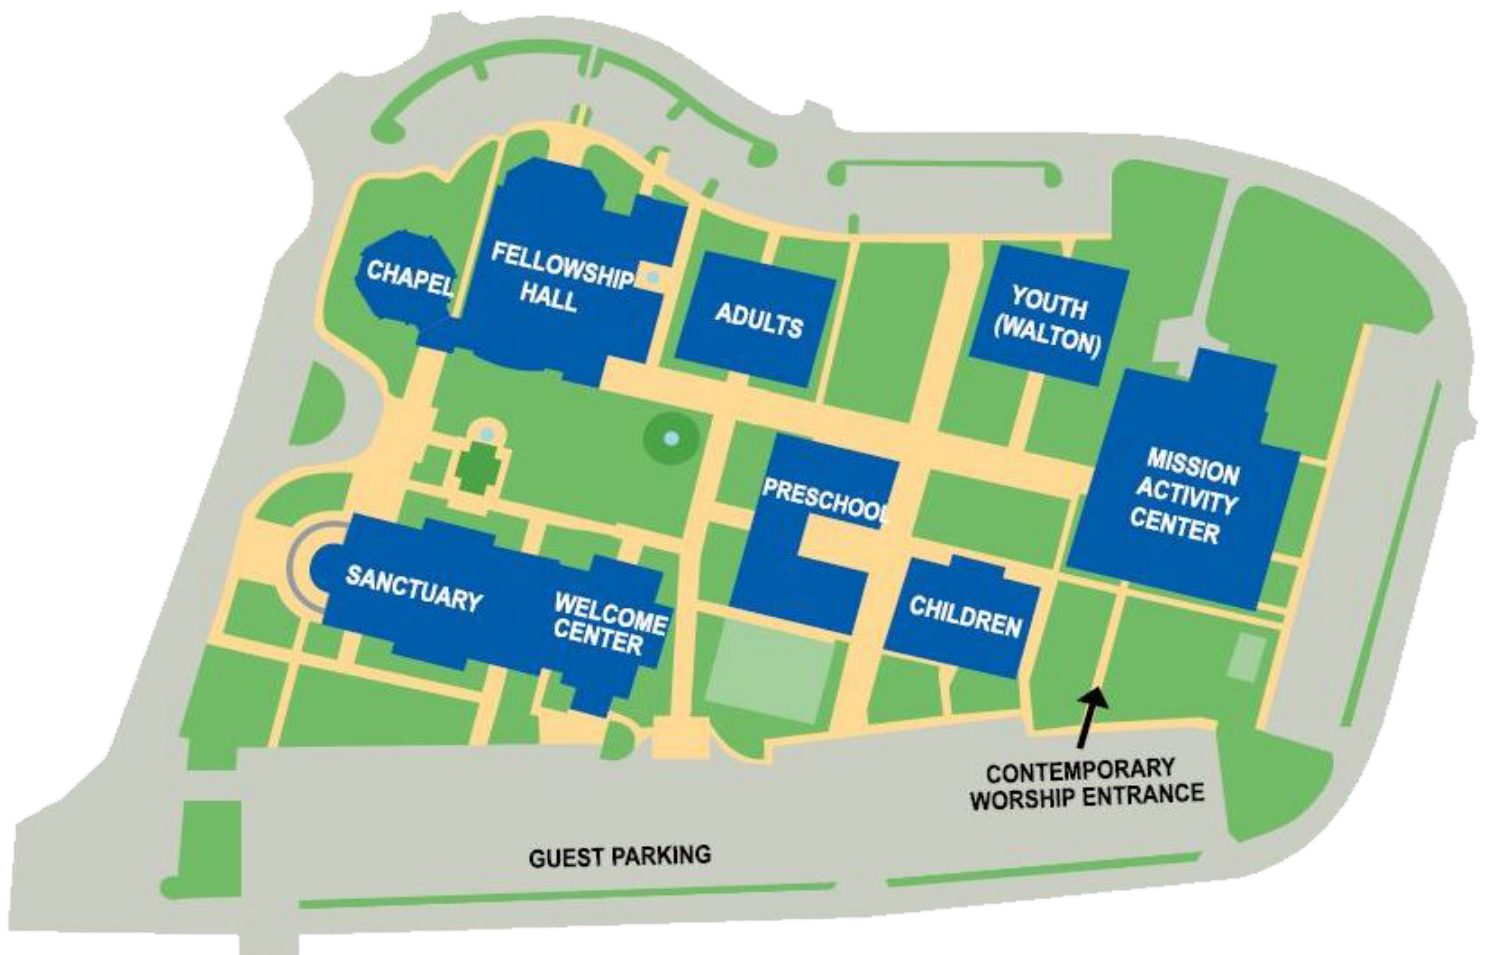 CHAPEL
FELLOWSHIP
HALL
ADULTS
YOUTH
(WALTON)
MISSION
ACTIVITY
CENTER
PRESCHOOL
SANCTUARY
WELCOME
CENTER
CHILDREN
CONTEMPORARY
WORSHIP ENTRANCE
GUEST PARKING